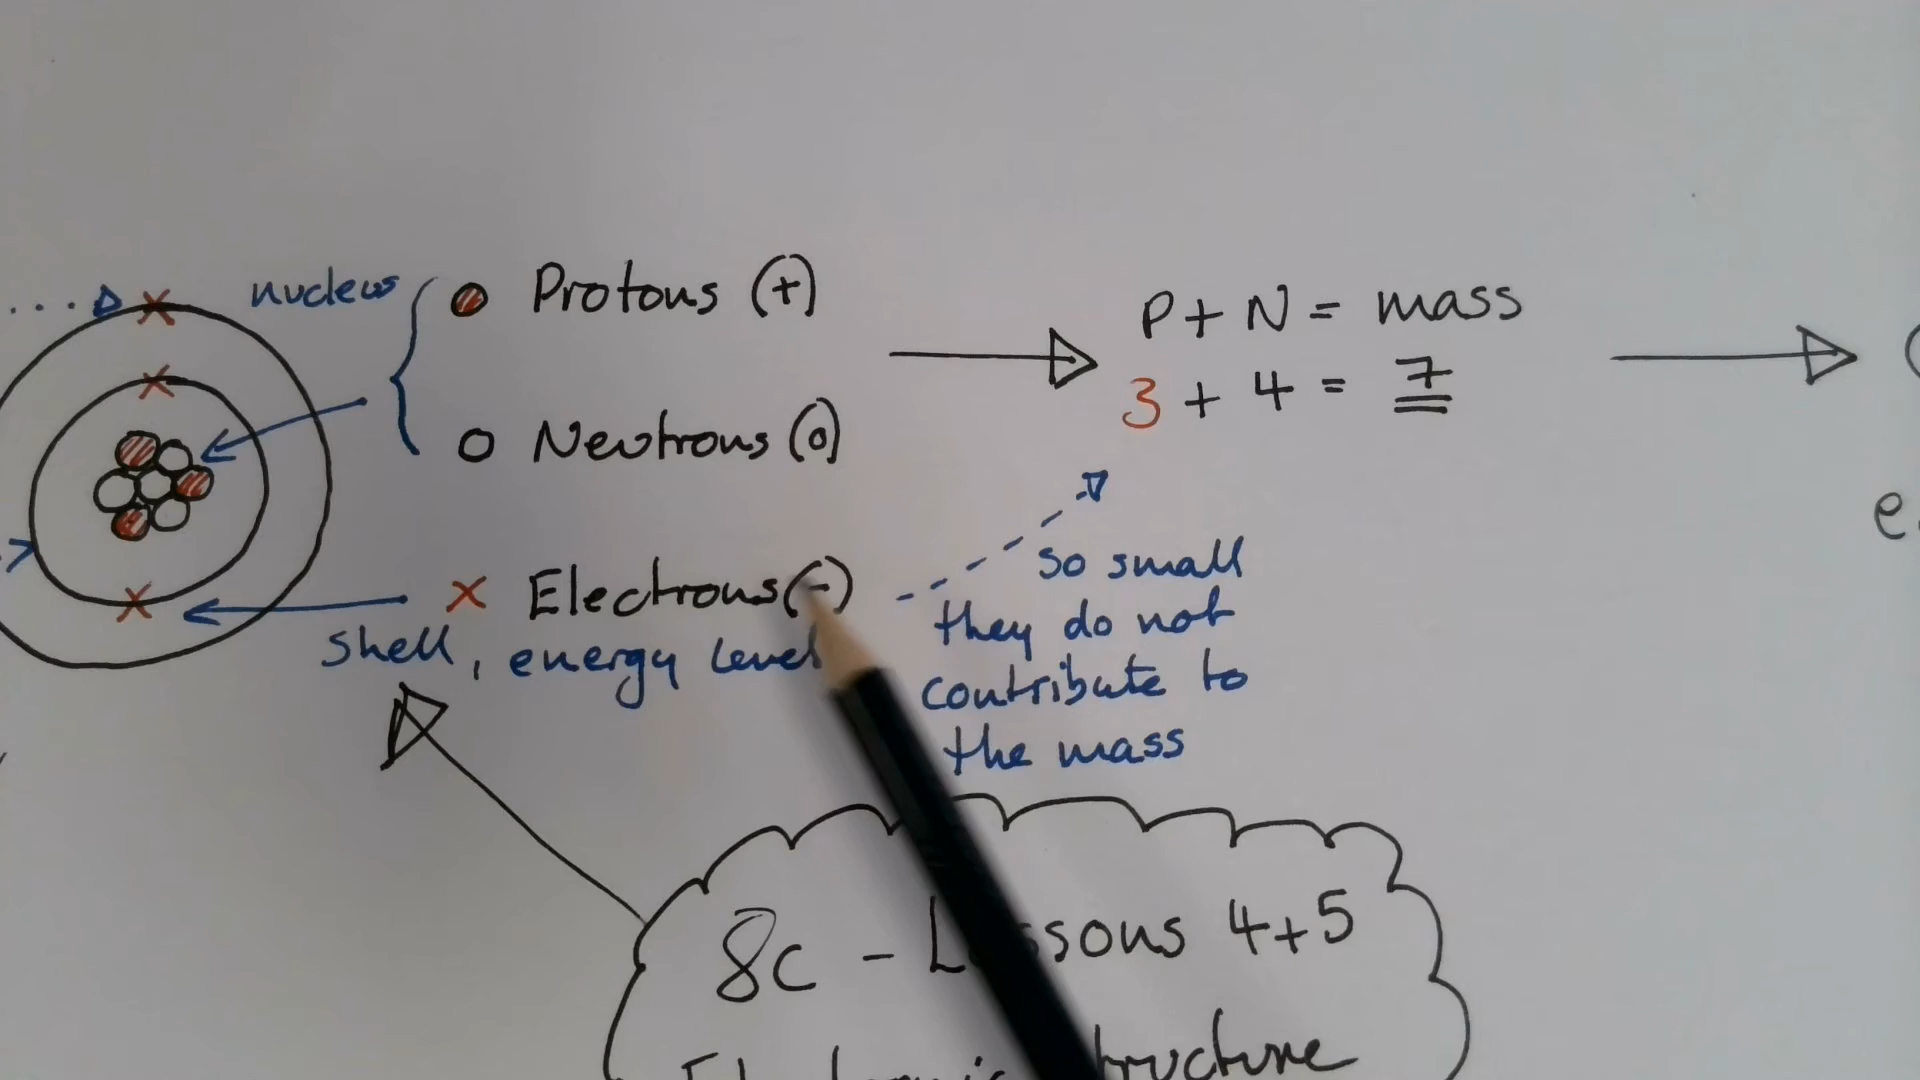 nucleus
Protons (+)
Neutrons (0)
Electrons (-)
shell, energy level
P + N = mass
3 + 4 = 7
so small
they do not
contribute to
the mass
8c - Lessons 4+5